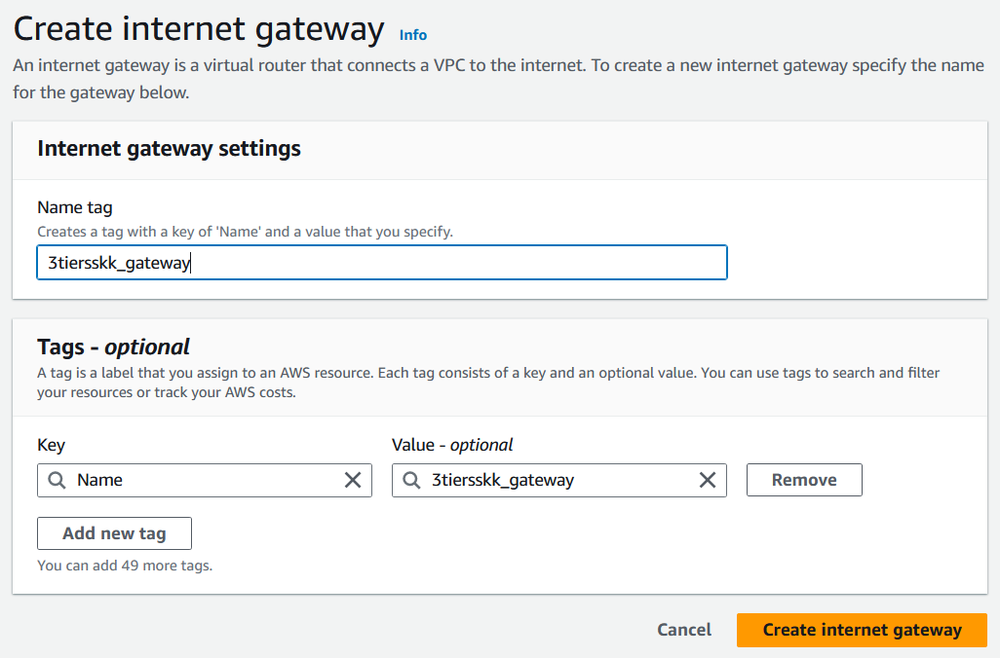 Create internet gateway Info
An internet gateway is a virtual router that connects a VPC to the internet. To create a new internet gateway specify the name
for the gateway below.
Internet gateway settings
Name tag
Creates a tag with a key of 'Name' and a value that you specify.
3tiersskk_gateway
Tags - optional
A tag is a label that you assign to an AWS resource. Each tag consists of a key and an optional value. You can use tags to search and filter
your resources or track your AWS costs.
Key
Value - optional
Name
3tiersskk_gateway
Remove
Add new tag
You can add 49 more tags.
Cancel
Create internet gateway